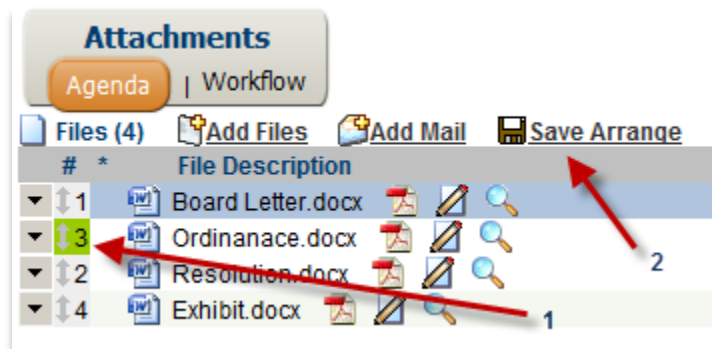 Attachments
Agenda | Workflow
Files (4) Add Files Add Mail Save Arrange
# * File Description
1 Board Letter.docx
3 Ordinanace.docx
2 Resolution.docx
4 Exhibit.docx
2
1